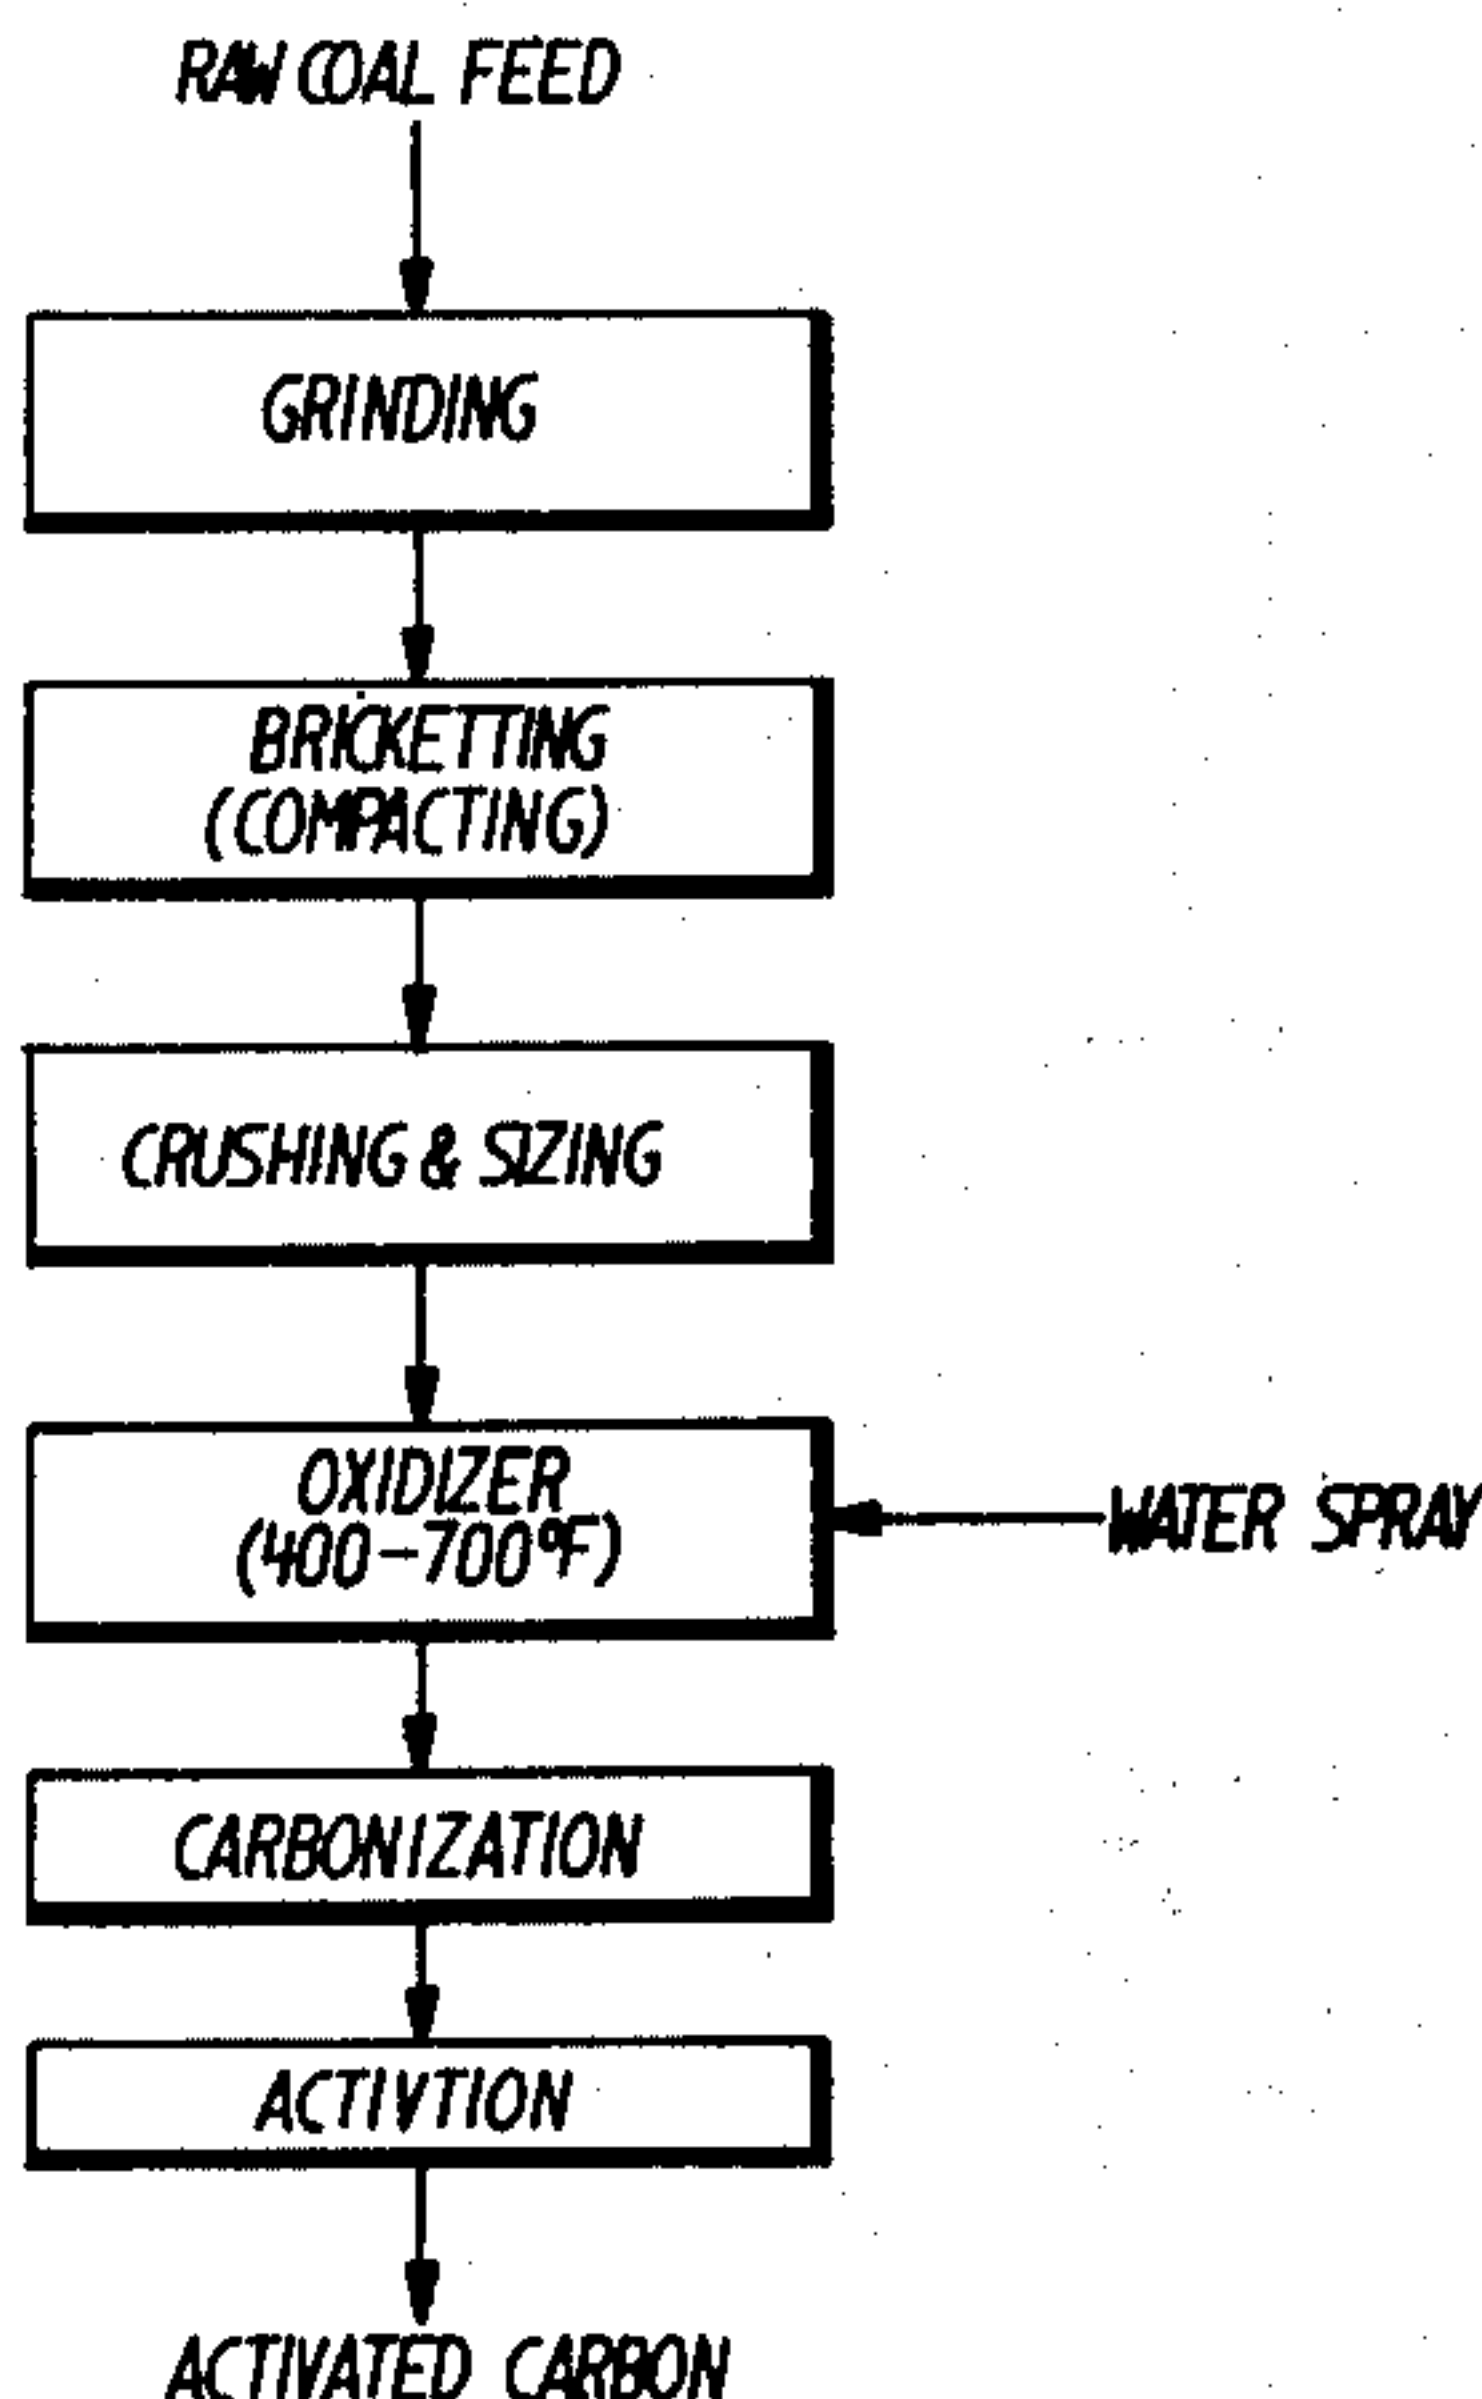 RAW COAL FEED
GRINDING
BRICKETTING
(COMPACTING)
CRUSHING & SIZING
OXIDIZER
(400-700°F)
WATER SPRAY
CARBONIZATION
ACTIVTION
ACTIVATED CARBON